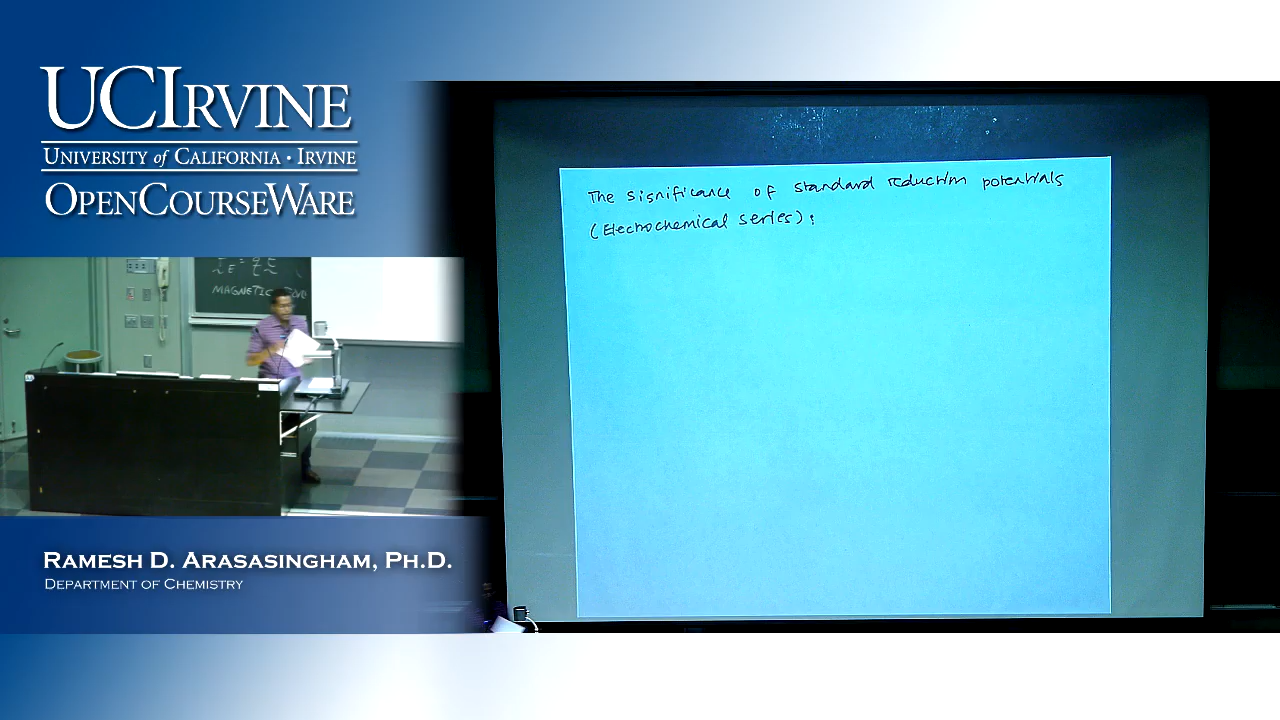 UCIRVINE
UNIVERSITY of CALIFORNIA · IRVINE
OPENCOURSEWARE
MAGNETIC
RAMESH D. ARASASINGHAM, PH.D.
DEPARTMENT OF CHEMISTRY
The significance of standard reduction potentials
(Electrochemical series):